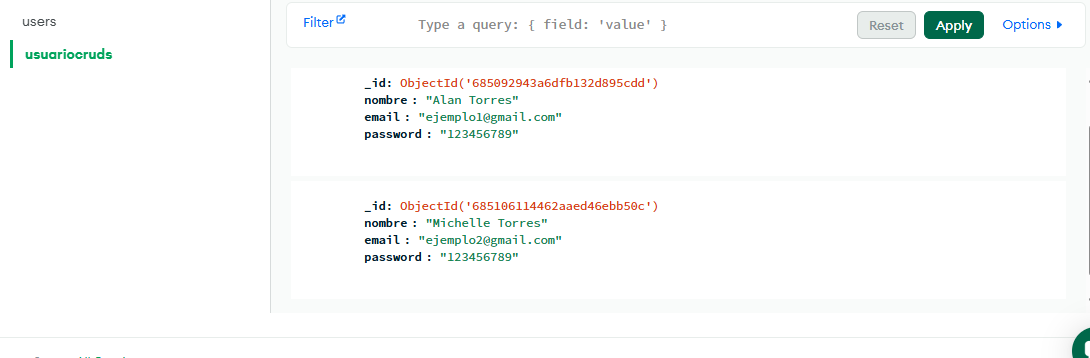 users
usuariocruds
Filter
Type a query: { field: 'value' }
Reset
Apply
Options
_id: ObjectId('685092943a6dfb132d895cdd')
nombre : "Alan Torres"
email : "ejemplo1@gmail.com"
password : "123456789"
_id: ObjectId('685106114462aaed46ebb50c')
nombre : "Michelle Torres"
email : "ejemplo2@gmail.com"
password : "123456789"